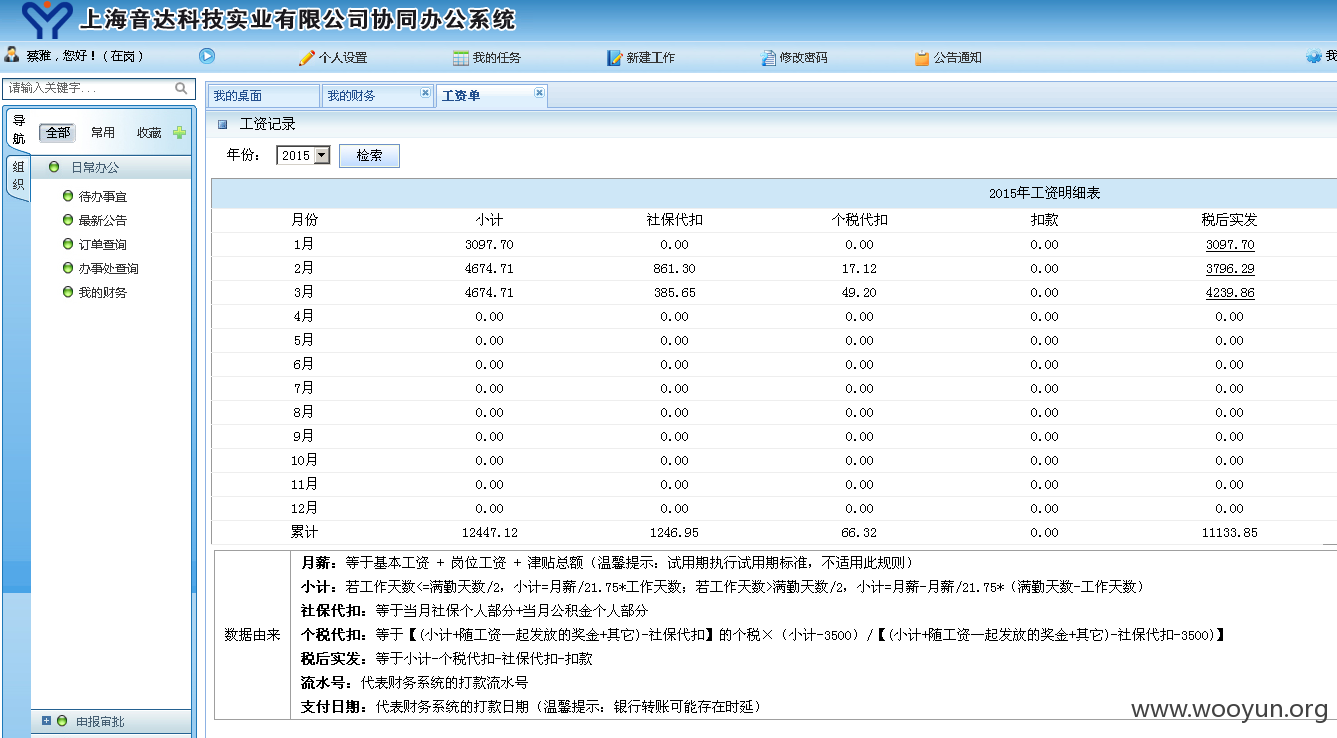 上海音达科技实业有限公司协同办公系统
蔡雅，您好！（在岗） 个人设置 我的任务 新建工作 修改密码 公告通知 我
请输入关键字...
我的桌面 我的财务 工资单
导航 全部 常用 收藏
组织
日常办公
待办事宜
最新公告
订单查询
办事处查询
我的财务
申报审批
工资记录
年份： 2015 检索
2015年工资明细表
月份 小计 社保代扣 个税代扣 扣款 税后实发
1月 3097.70 0.00 0.00 0.00 3097.70
2月 4674.71 861.30 17.12 0.00 3796.29
3月 4674.71 385.65 49.20 0.00 4239.86
4月 0.00 0.00 0.00 0.00 0.00
5月 0.00 0.00 0.00 0.00 0.00
6月 0.00 0.00 0.00 0.00 0.00
7月 0.00 0.00 0.00 0.00 0.00
8月 0.00 0.00 0.00 0.00 0.00
9月 0.00 0.00 0.00 0.00 0.00
10月 0.00 0.00 0.00 0.00 0.00
11月 0.00 0.00 0.00 0.00 0.00
12月 0.00 0.00 0.00 0.00 0.00
累计 12447.12 1246.95 66.32 0.00 11133.85
数据由来
月薪：等于基本工资 + 岗位工资 + 津贴总额（温馨提示：试用期执行试用期标准，不适用此规则）
小计：若工作天数<=满勤天数/2，小计=月薪/21.75*工作天数；若工作天数>满勤天数/2，小计=月薪-月薪/21.75*（满勤天数-工作天数）
社保代扣：等于当月社保个人部分+当月公积金个人部分
个税代扣：等于【(小计+随工资一起发放的奖金+其它)-社保代扣】的个税×（小计-3500）/【(小计+随工资一起发放的奖金+其它)-社保代扣-3500)】
税后实发：等于小计-个税代扣-社保代扣-扣款
流水号：代表财务系统的打款流水号
支付日期：代表财务系统的打款日期（温馨提示：银行转账可能存在时延）
www.wooyun.org